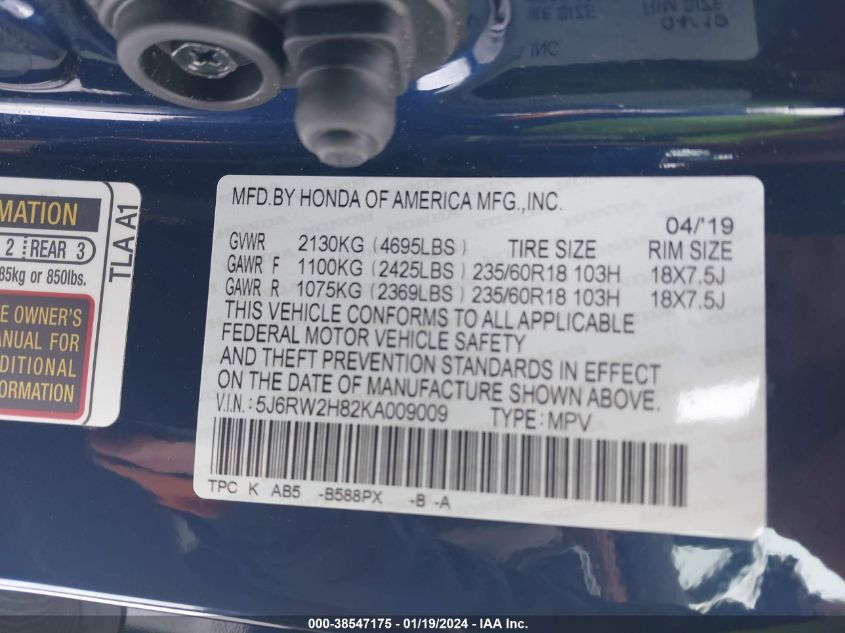 MATION
2 REAR 3
85kg or 850lbs.
E OWNER'S
ANUAL FOR
DITIONAL
FORMATION
TLA A1
MFD.BY HONDA OF AMERICA MFG.,INC.
04/'19
GVWR 2130KG (4695LBS) TIRE SIZE RIM SIZE
GAWR F 1100KG (2425LBS) 235/60R18 103H 18X7.5J
GAWR R 1075KG (2369LBS) 235/60R18 103H 18X7.5J
THIS VEHICLE CONFORMS TO ALL APPLICABLE
FEDERAL MOTOR VEHICLE SAFETY
AND THEFT PREVENTION STANDARDS IN EFFECT
ON THE DATE OF MANUFACTURE SHOWN ABOVE.
V.I.N.: 5J6RW2H82KA009009 TYPE: MPV
TPC K AB5 -B588PX -B -A
000-38547175 - 01/19/2024 - IAA Inc.